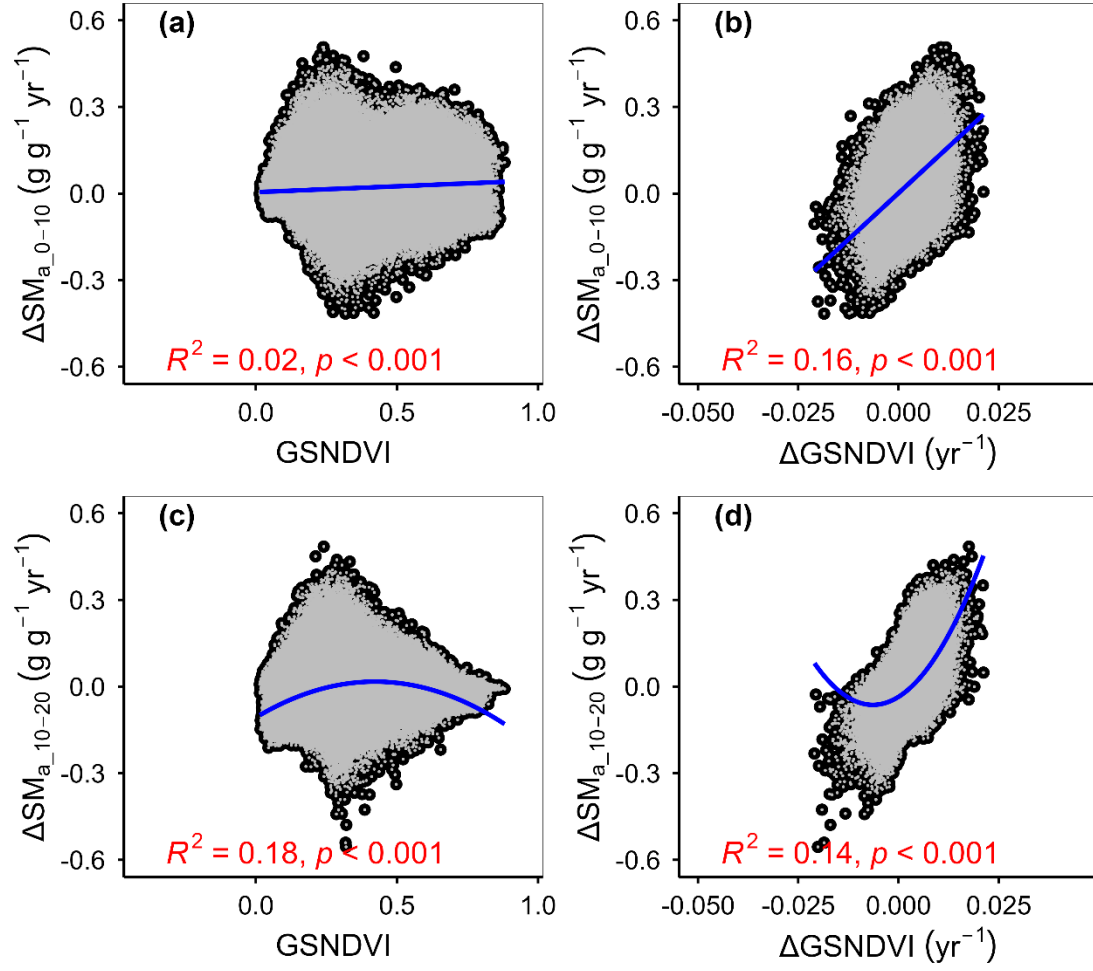 (a)
ΔSMa_0−10 (g g−1 yr−1)
0.6
0.3
0.0
-0.3
-0.6
R2 = 0.02, p < 0.001
0.0 0.5 1.0
GSNDVI
(b)
ΔSMa_0−10 (g g−1 yr−1)
0.6
0.3
0.0
-0.3
-0.6
R2 = 0.16, p < 0.001
-0.050 -0.025 0.000 0.025
ΔGSNDVI (yr−1)
(c)
ΔSMa_10−20 (g g−1 yr−1)
0.6
0.3
0.0
-0.3
-0.6
R2 = 0.18, p < 0.001
0.0 0.5 1.0
GSNDVI
(d)
ΔSMa_10−20 (g g−1 yr−1)
0.6
0.3
0.0
-0.3
-0.6
R2 = 0.14, p < 0.001
-0.050 -0.025 0.000 0.025
ΔGSNDVI (yr−1)